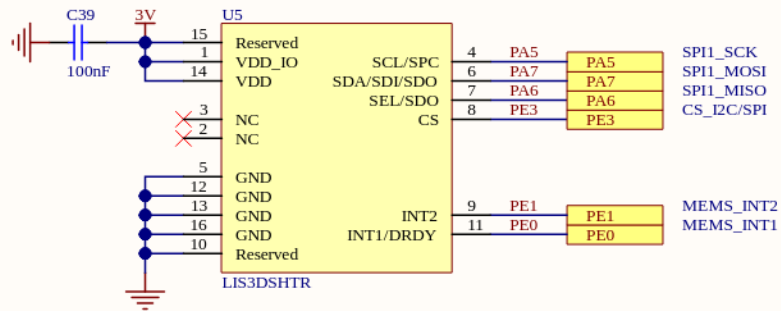 C39 3V U5
100nF
15 Reserved
1 VDD_IO
14 VDD
3 NC
2 NC
5 GND
12 GND
13 GND
16 GND
10 Reserved
SCL/SPC 4 PA5 PA5 SPI1_SCK
SDA/SDI/SDO 6 PA7 PA7 SPI1_MOSI
SEL/SDO 7 PA6 PA6 SPI1_MISO
CS 8 PE3 PE3 CS_I2C/SPI
INT2 9 PE1 PE1 MEMS_INT2
INT1/DRDY 11 PE0 PE0 MEMS_INT1
LIS3DSHTR